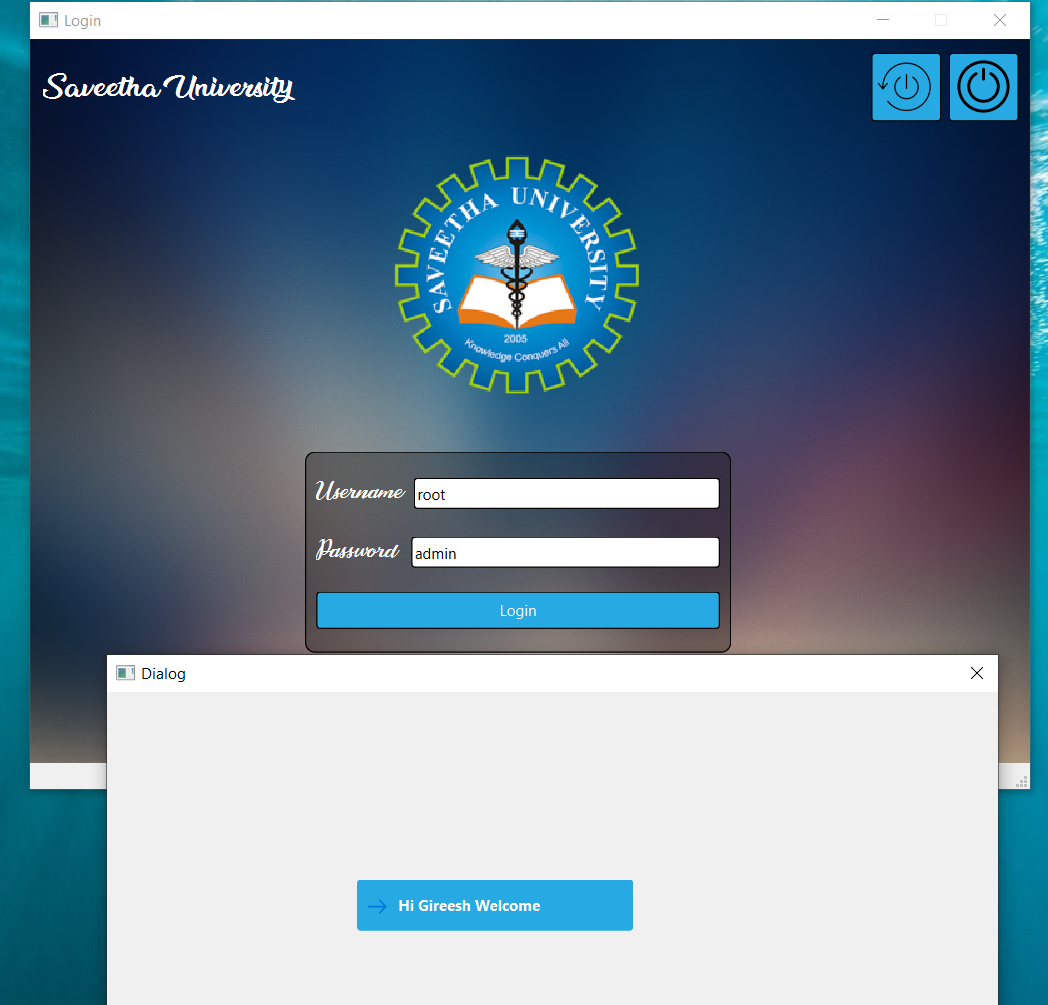 Login
Saveetha University
SAVEETHA UNIVERSITY
2005
Knowledge Conquers All
Username
root
Password
admin
Login
Dialog
Hi Gireesh Welcome